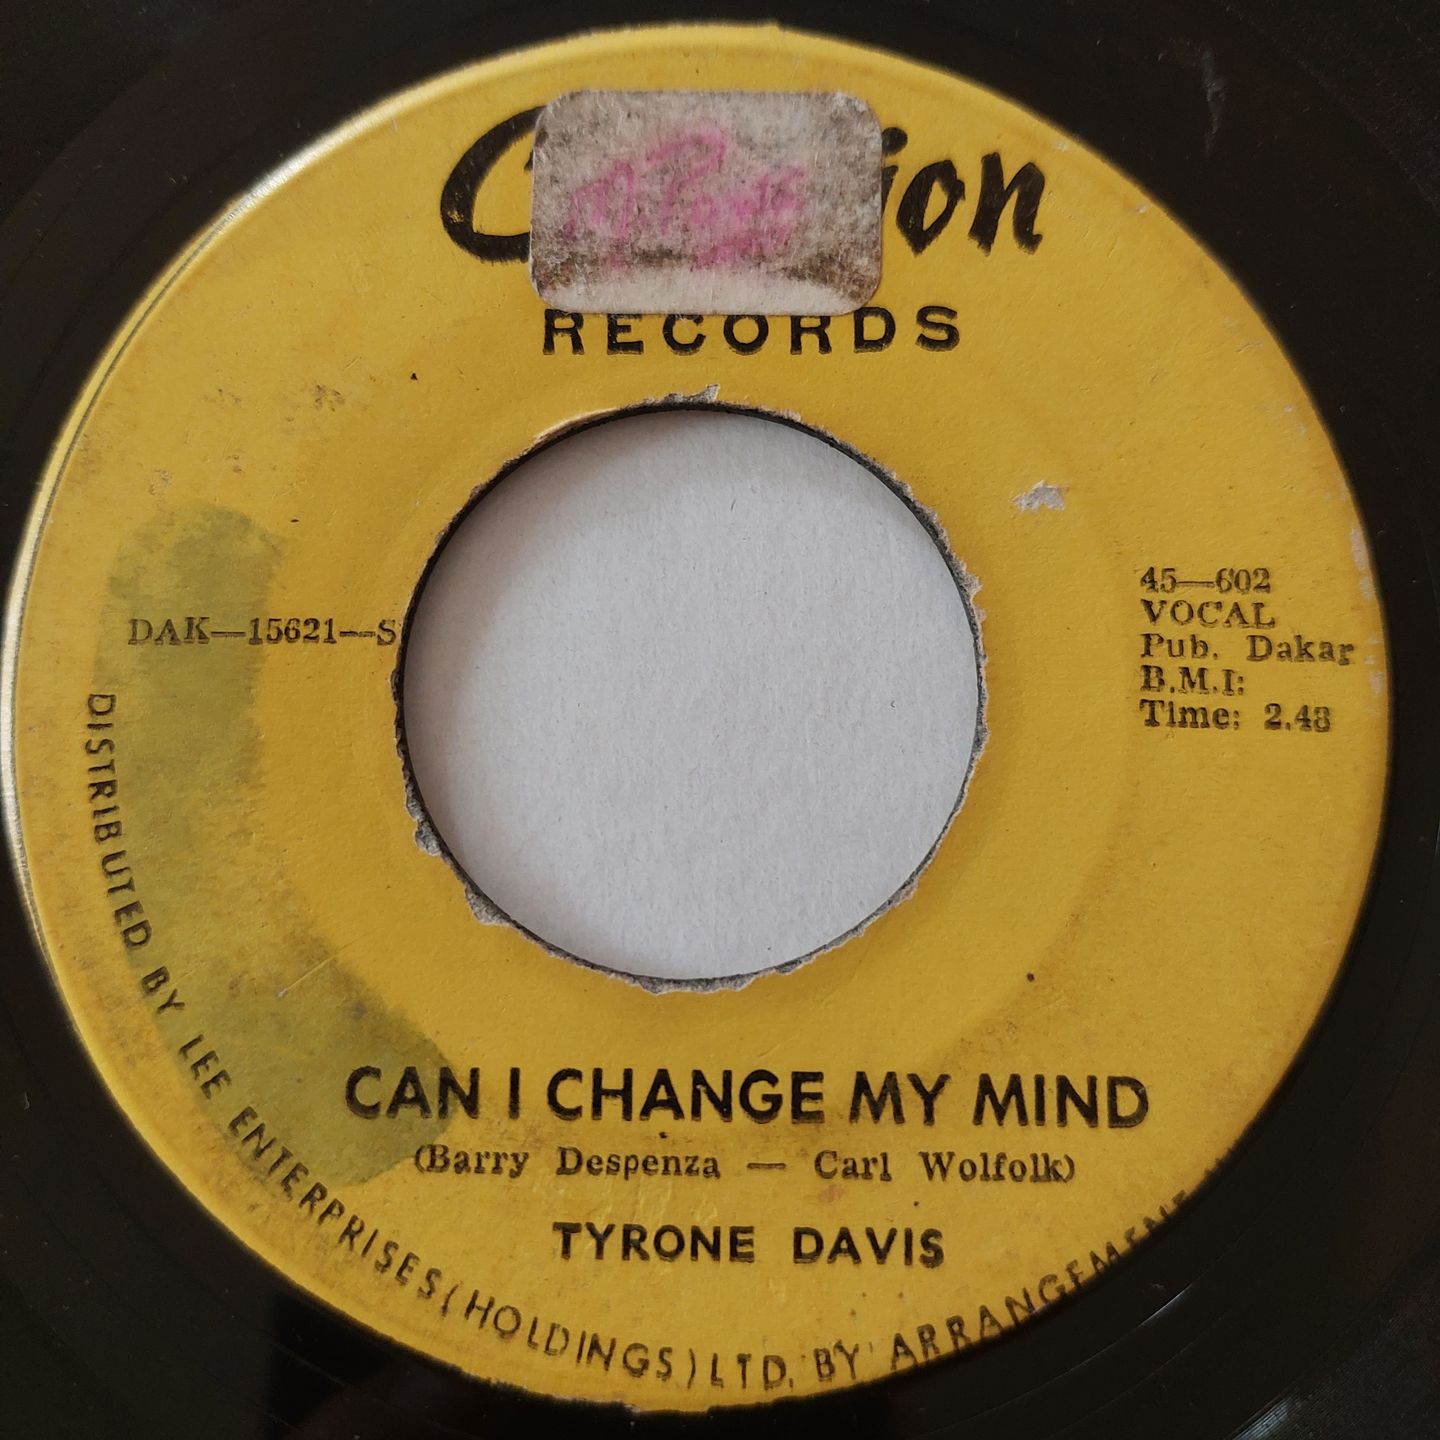 RECORDS
DAK—15621—S
45—602
VOCAL
Pub. Dakar
B.M.I:
Time: 2.48
CAN I CHANGE MY MIND
(Barry Despenza — Carl Wolfolk)
TYRONE DAVIS
DISTRIBUTED BY LEE ENTERPRISES (HOLDINGS) LTD. BY ARRANGEMENT